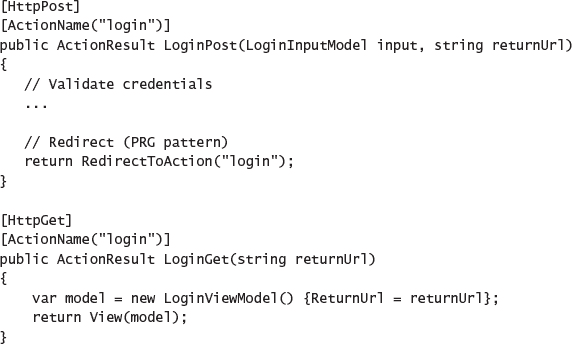 [HttpPost]
[ActionName("login")]
public ActionResult LoginPost(LoginInputModel input, string returnUrl)
{
   // Validate credentials
   ...

   // Redirect (PRG pattern)
   return RedirectToAction("login");
}

[HttpGet]
[ActionName("login")]
public ActionResult LoginGet(string returnUrl)
{
    var model = new LoginViewModel() {ReturnUrl = returnUrl};
    return View(model);
}